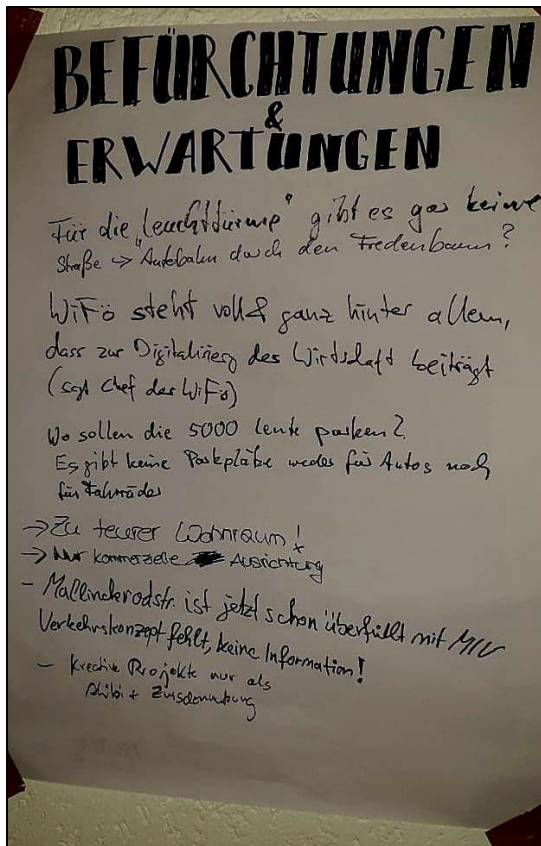 BEFÜRCHTUNGEN
&
ERWARTUNGEN
Für die „Leuchttürme" gibt es gar keine
Straße → Autobahn durch den Fredenbaum?
WiFö steht voll & ganz hinter allem,
dass zur Digitalisierg des Wirtschaft beiträgt
(sagt Chef der WiFö)
Wo sollen die 5000 Leute parken?
Es gibt keine Parkplätze weder für Autos noch
für Fahrräder
→ Zu teurer Wohnraum!
→ Nur kommerzielle Ausrichtung
- Mallinckrodstr. ist jetzt schon überfüllt mit MIV
Verkehrskonzept fehlt, keine Information!
- Kreative Projekte nur als
Alibi + Zwischennutzung